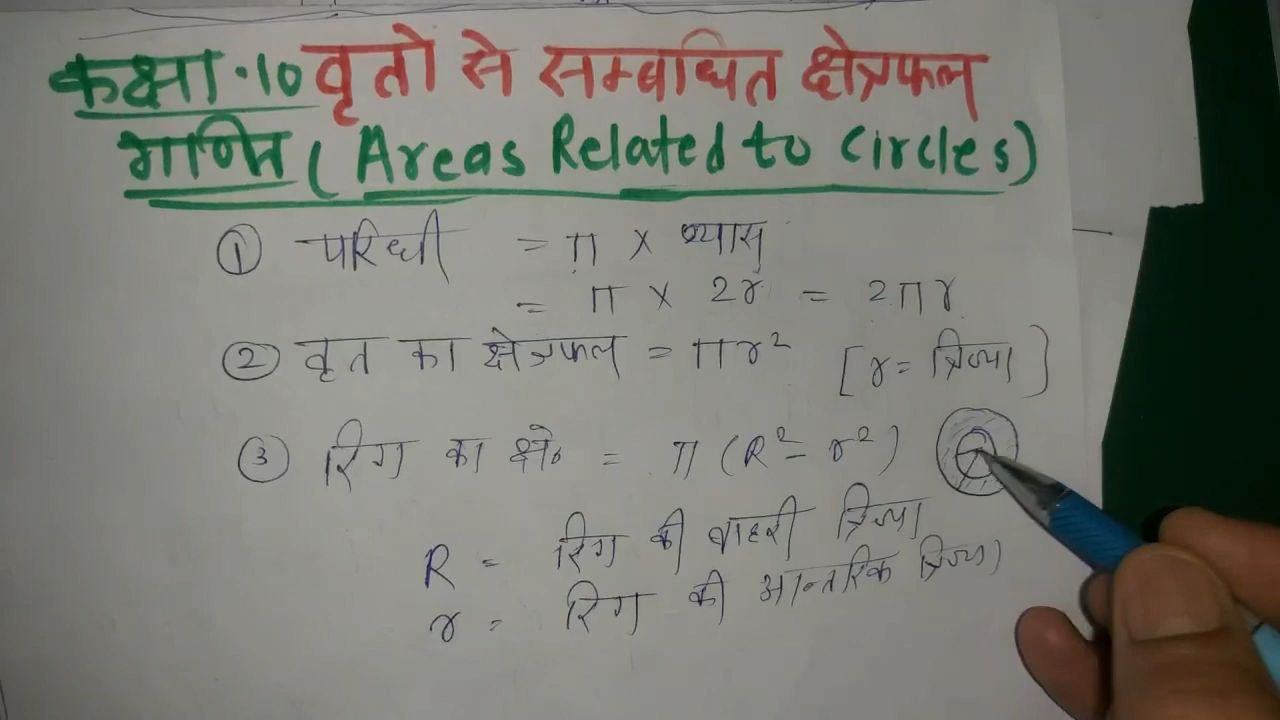 कक्षा.10 वृतों से सम्बंधित क्षेत्रफल
गणित (Areas Related to Circles)
① परिधी = π × व्यास
= π × 2r = 2πr
② वृत का क्षेत्रफल = πr² [r = त्रिज्या]
③ रिंग का क्षे० = π (R² - r²)
R = रिंग की बाहरी त्रिज्या
r = रिंग की आन्तरिक त्रिज्या